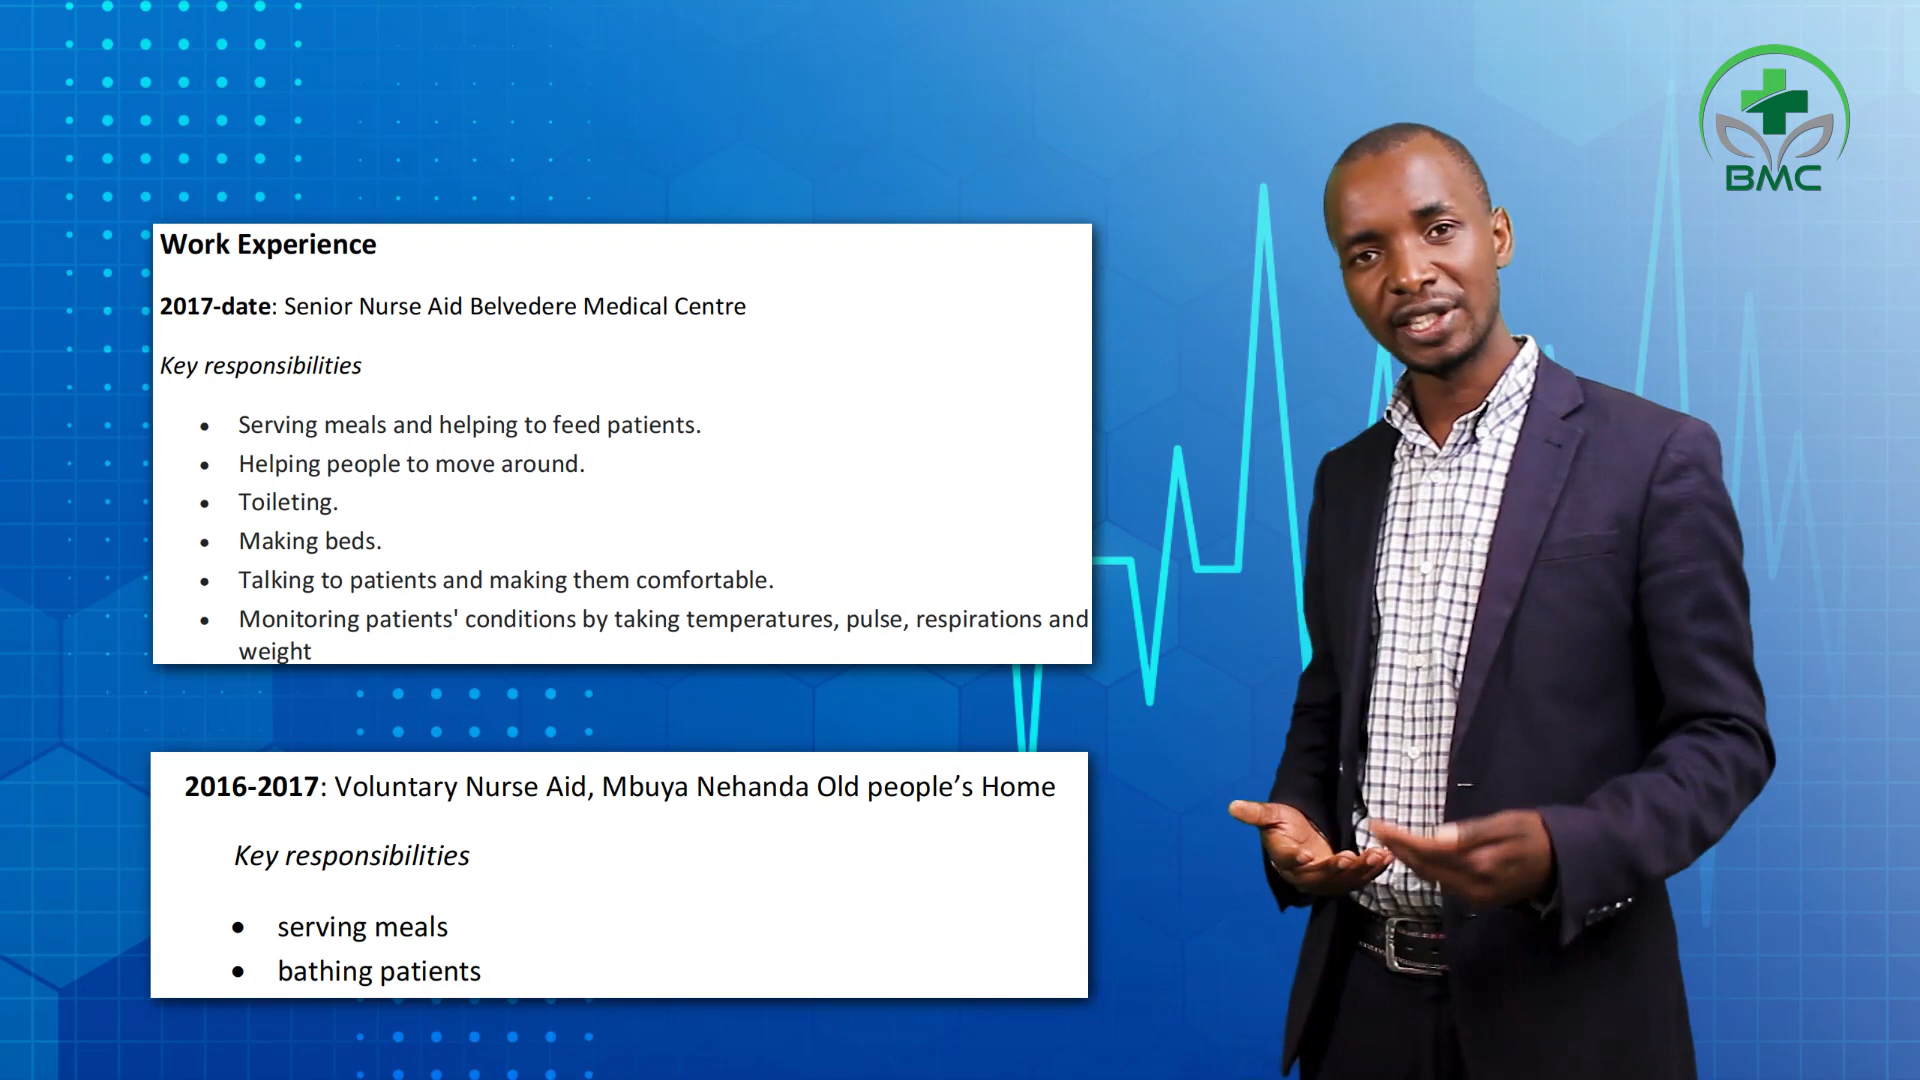 BMC
Work Experience
2017-date: Senior Nurse Aid Belvedere Medical Centre
Key responsibilities
• Serving meals and helping to feed patients.
• Helping people to move around.
• Toileting.
• Making beds.
• Talking to patients and making them comfortable.
• Monitoring patients' conditions by taking temperatures, pulse, respirations and
weight
2016-2017: Voluntary Nurse Aid, Mbuya Nehanda Old people’s Home
Key responsibilities
• serving meals
• bathing patients